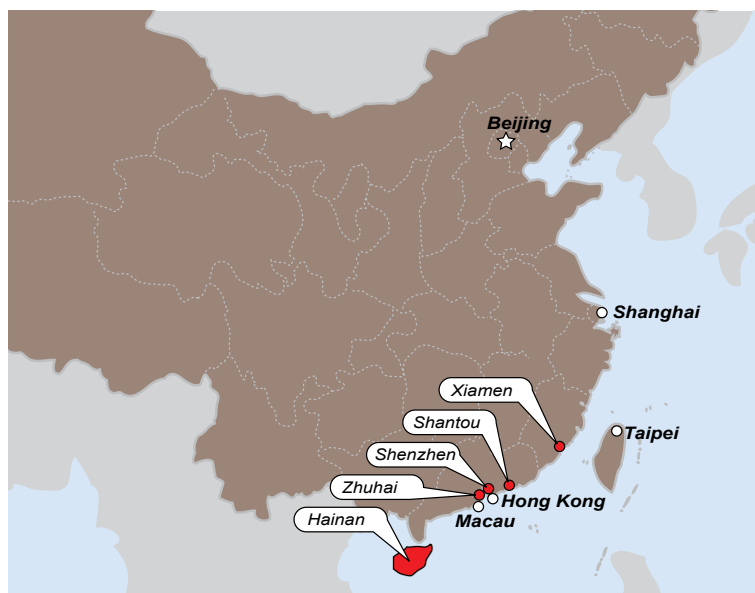 Beijing
Shanghai
Xiamen
Shantou
Taipei
Shenzhen
Zhuhai
Hong Kong
Macau
Hainan